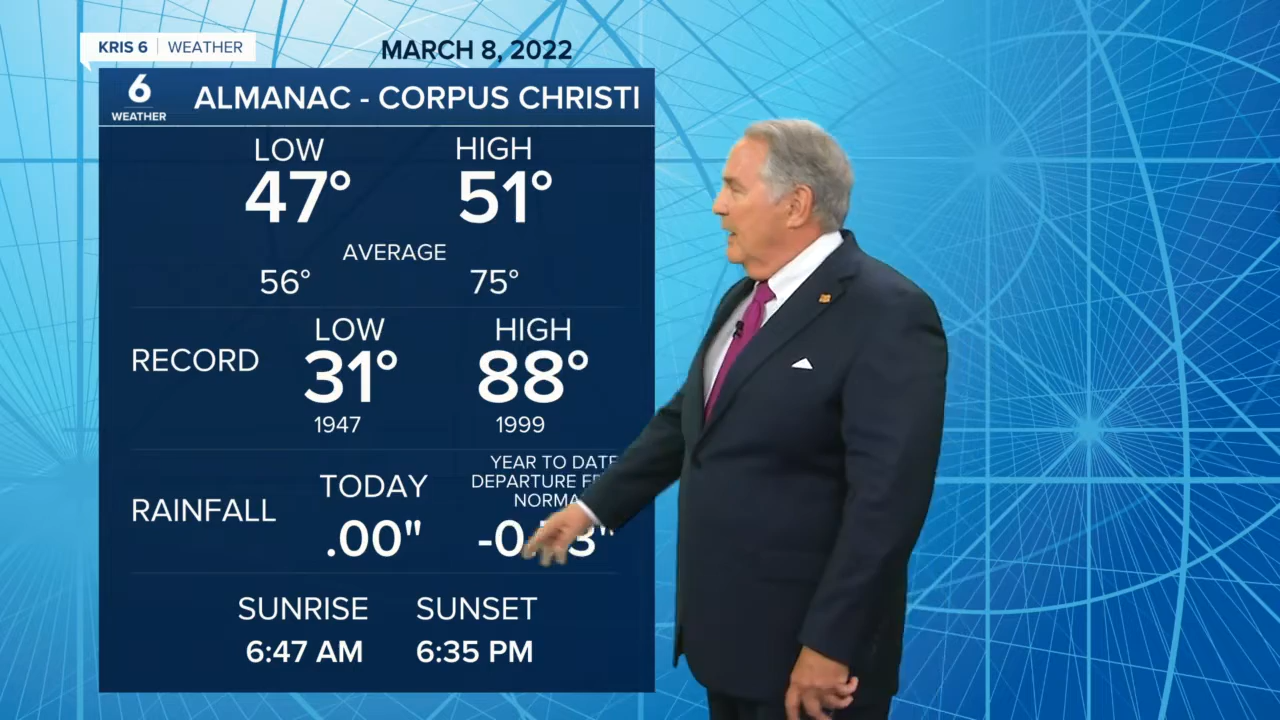 KRIS 6 | WEATHER
MARCH 8, 2022
6
WEATHER
ALMANAC - CORPUS CHRISTI
LOW HIGH
47° 51°
AVERAGE
56° 75°
LOW HIGH
RECORD 31° 88°
1947 1999
YEAR TO DATE
DEPARTURE
TODAY
RAINFALL
.00"
SUNRISE SUNSET
6:47 AM 6:35 PM